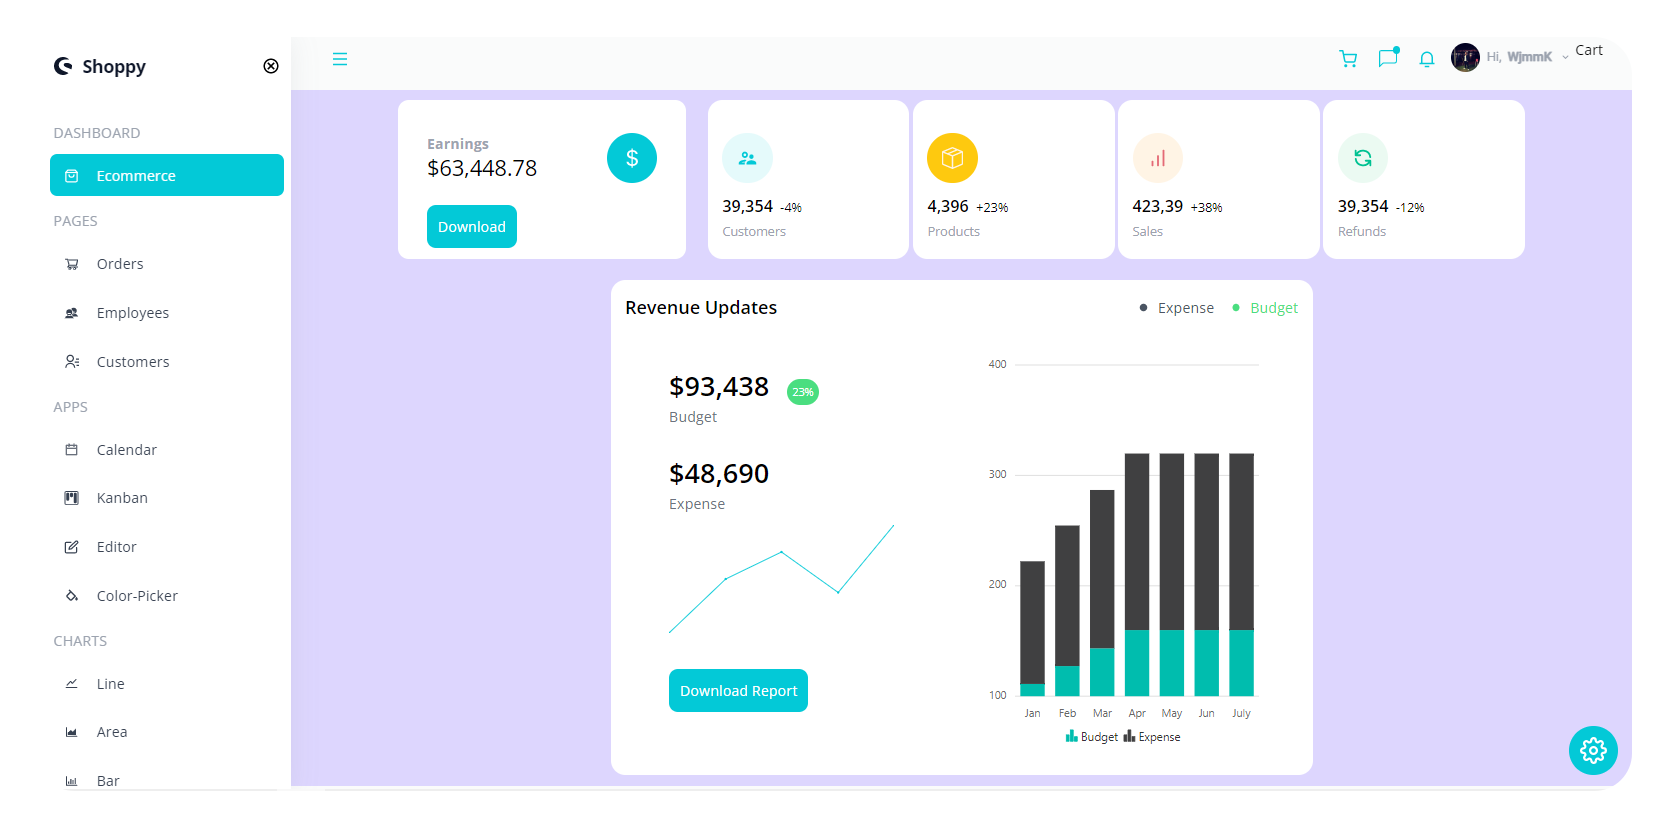 Shoppy
DASHBOARD
Ecommerce
PAGES
Orders
Employees
Customers
APPS
Calendar
Kanban
Editor
Color-Picker
CHARTS
Line
Area
Bar
Hi, WjmmK
Cart
Earnings
$63,448.78
$
Download
39,354 -4%
Customers
4,396 +23%
Products
423,39 +38%
Sales
39,354 -12%
Refunds
Revenue Updates
Expense
Budget
$93,438 23%
Budget
$48,690
Expense
Download Report
400
300
200
100
Jan Feb Mar Apr May Jun July
Budget Expense